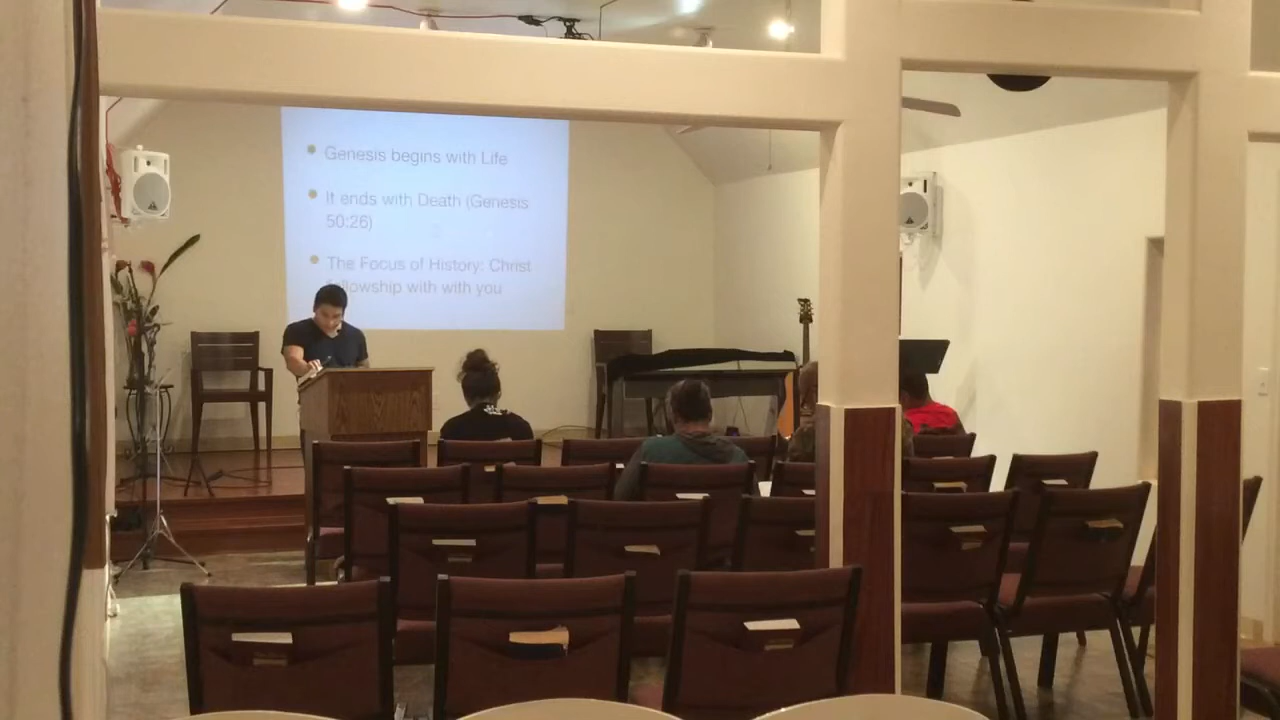 Genesis begins with Life
It ends with Death (Genesis
50:26)
The Focus of History: Christ
fellowship with with you